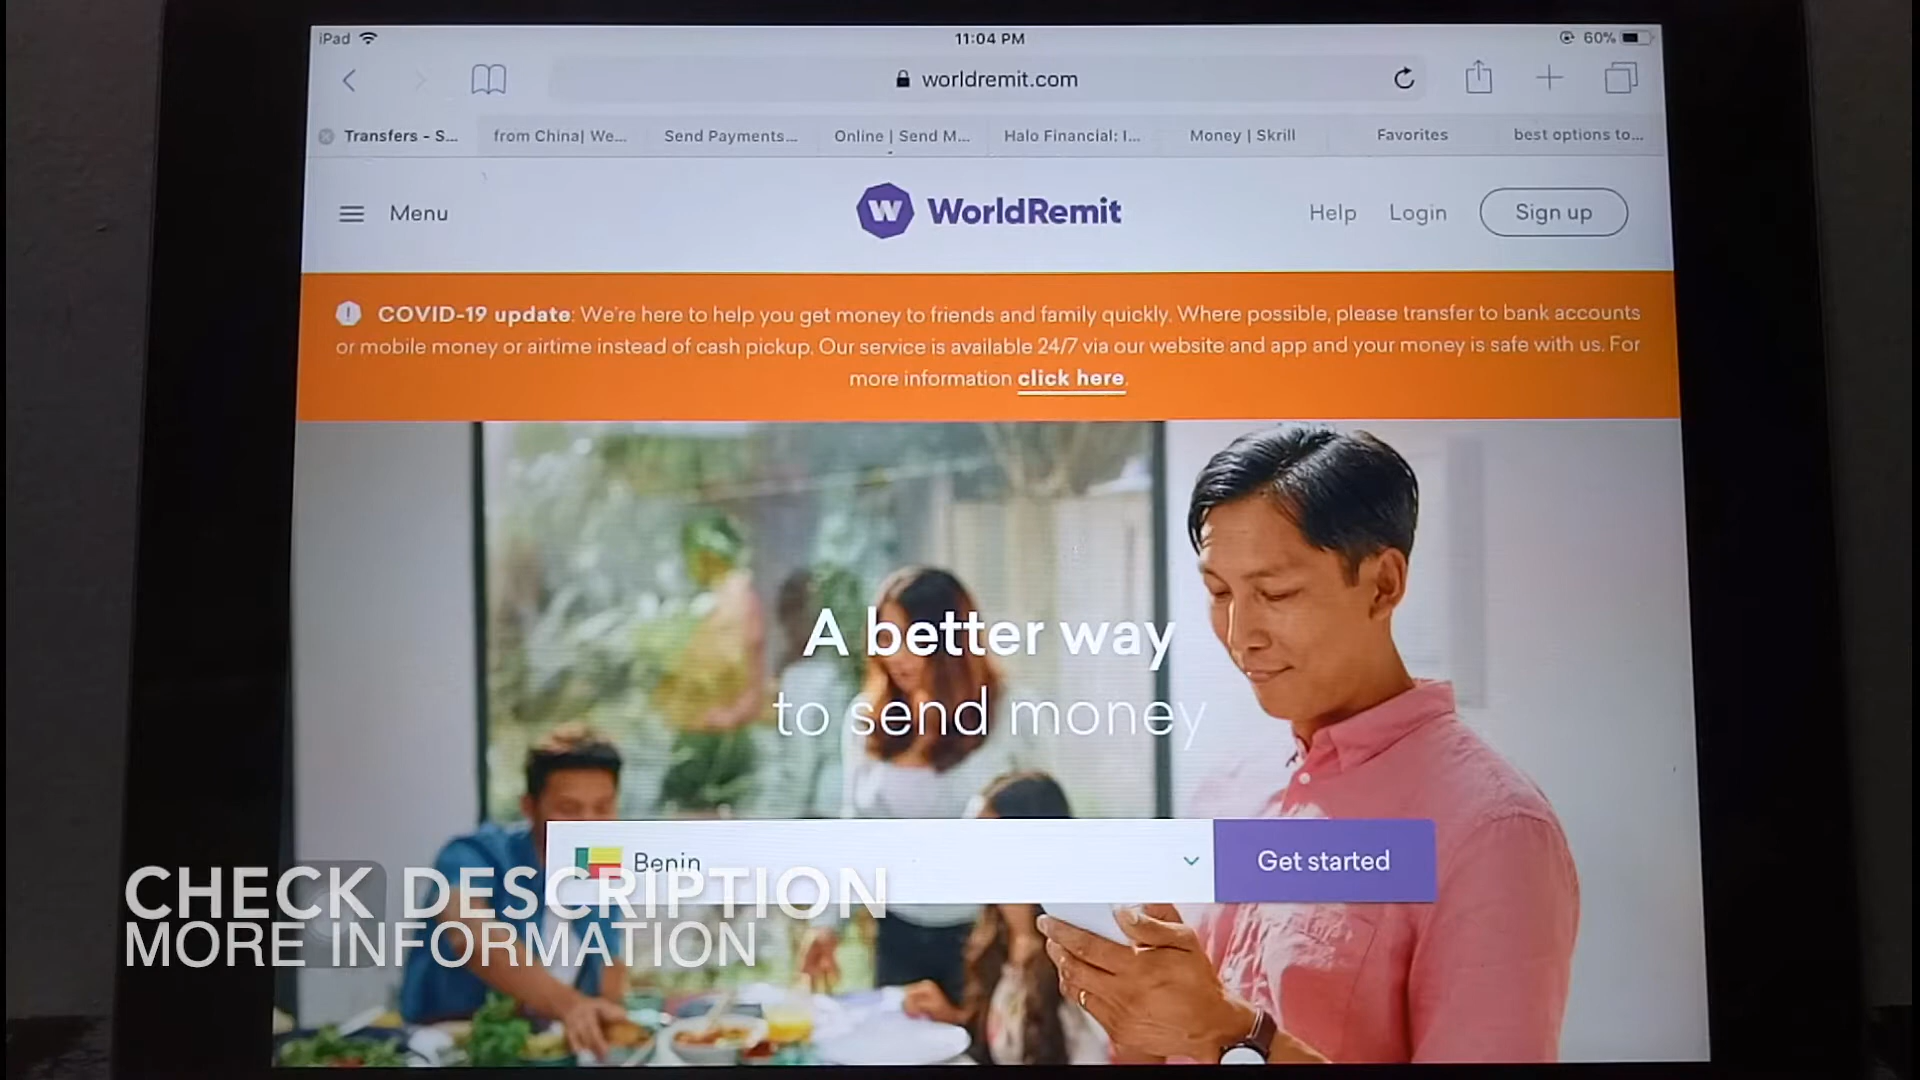 iPad
11:04 PM
60%
worldremit.com
Transfers - S...
from China| We...
Send Payments...
Online | Send M...
Halo Financial: I...
Money | Skrill
Favorites
best options to...
Menu
W WorldRemit
Help
Login
Sign up
COVID-19 update: We're here to help you get money to friends and family quickly. Where possible, please transfer to bank accounts
or mobile money or airtime instead of cash pickup. Our service is available 24/7 via our website and app and your money is safe with us. For
more information click here.
A better way
to send money
Benin
Get started
CHECK DESCRIPTION
MORE INFORMATION